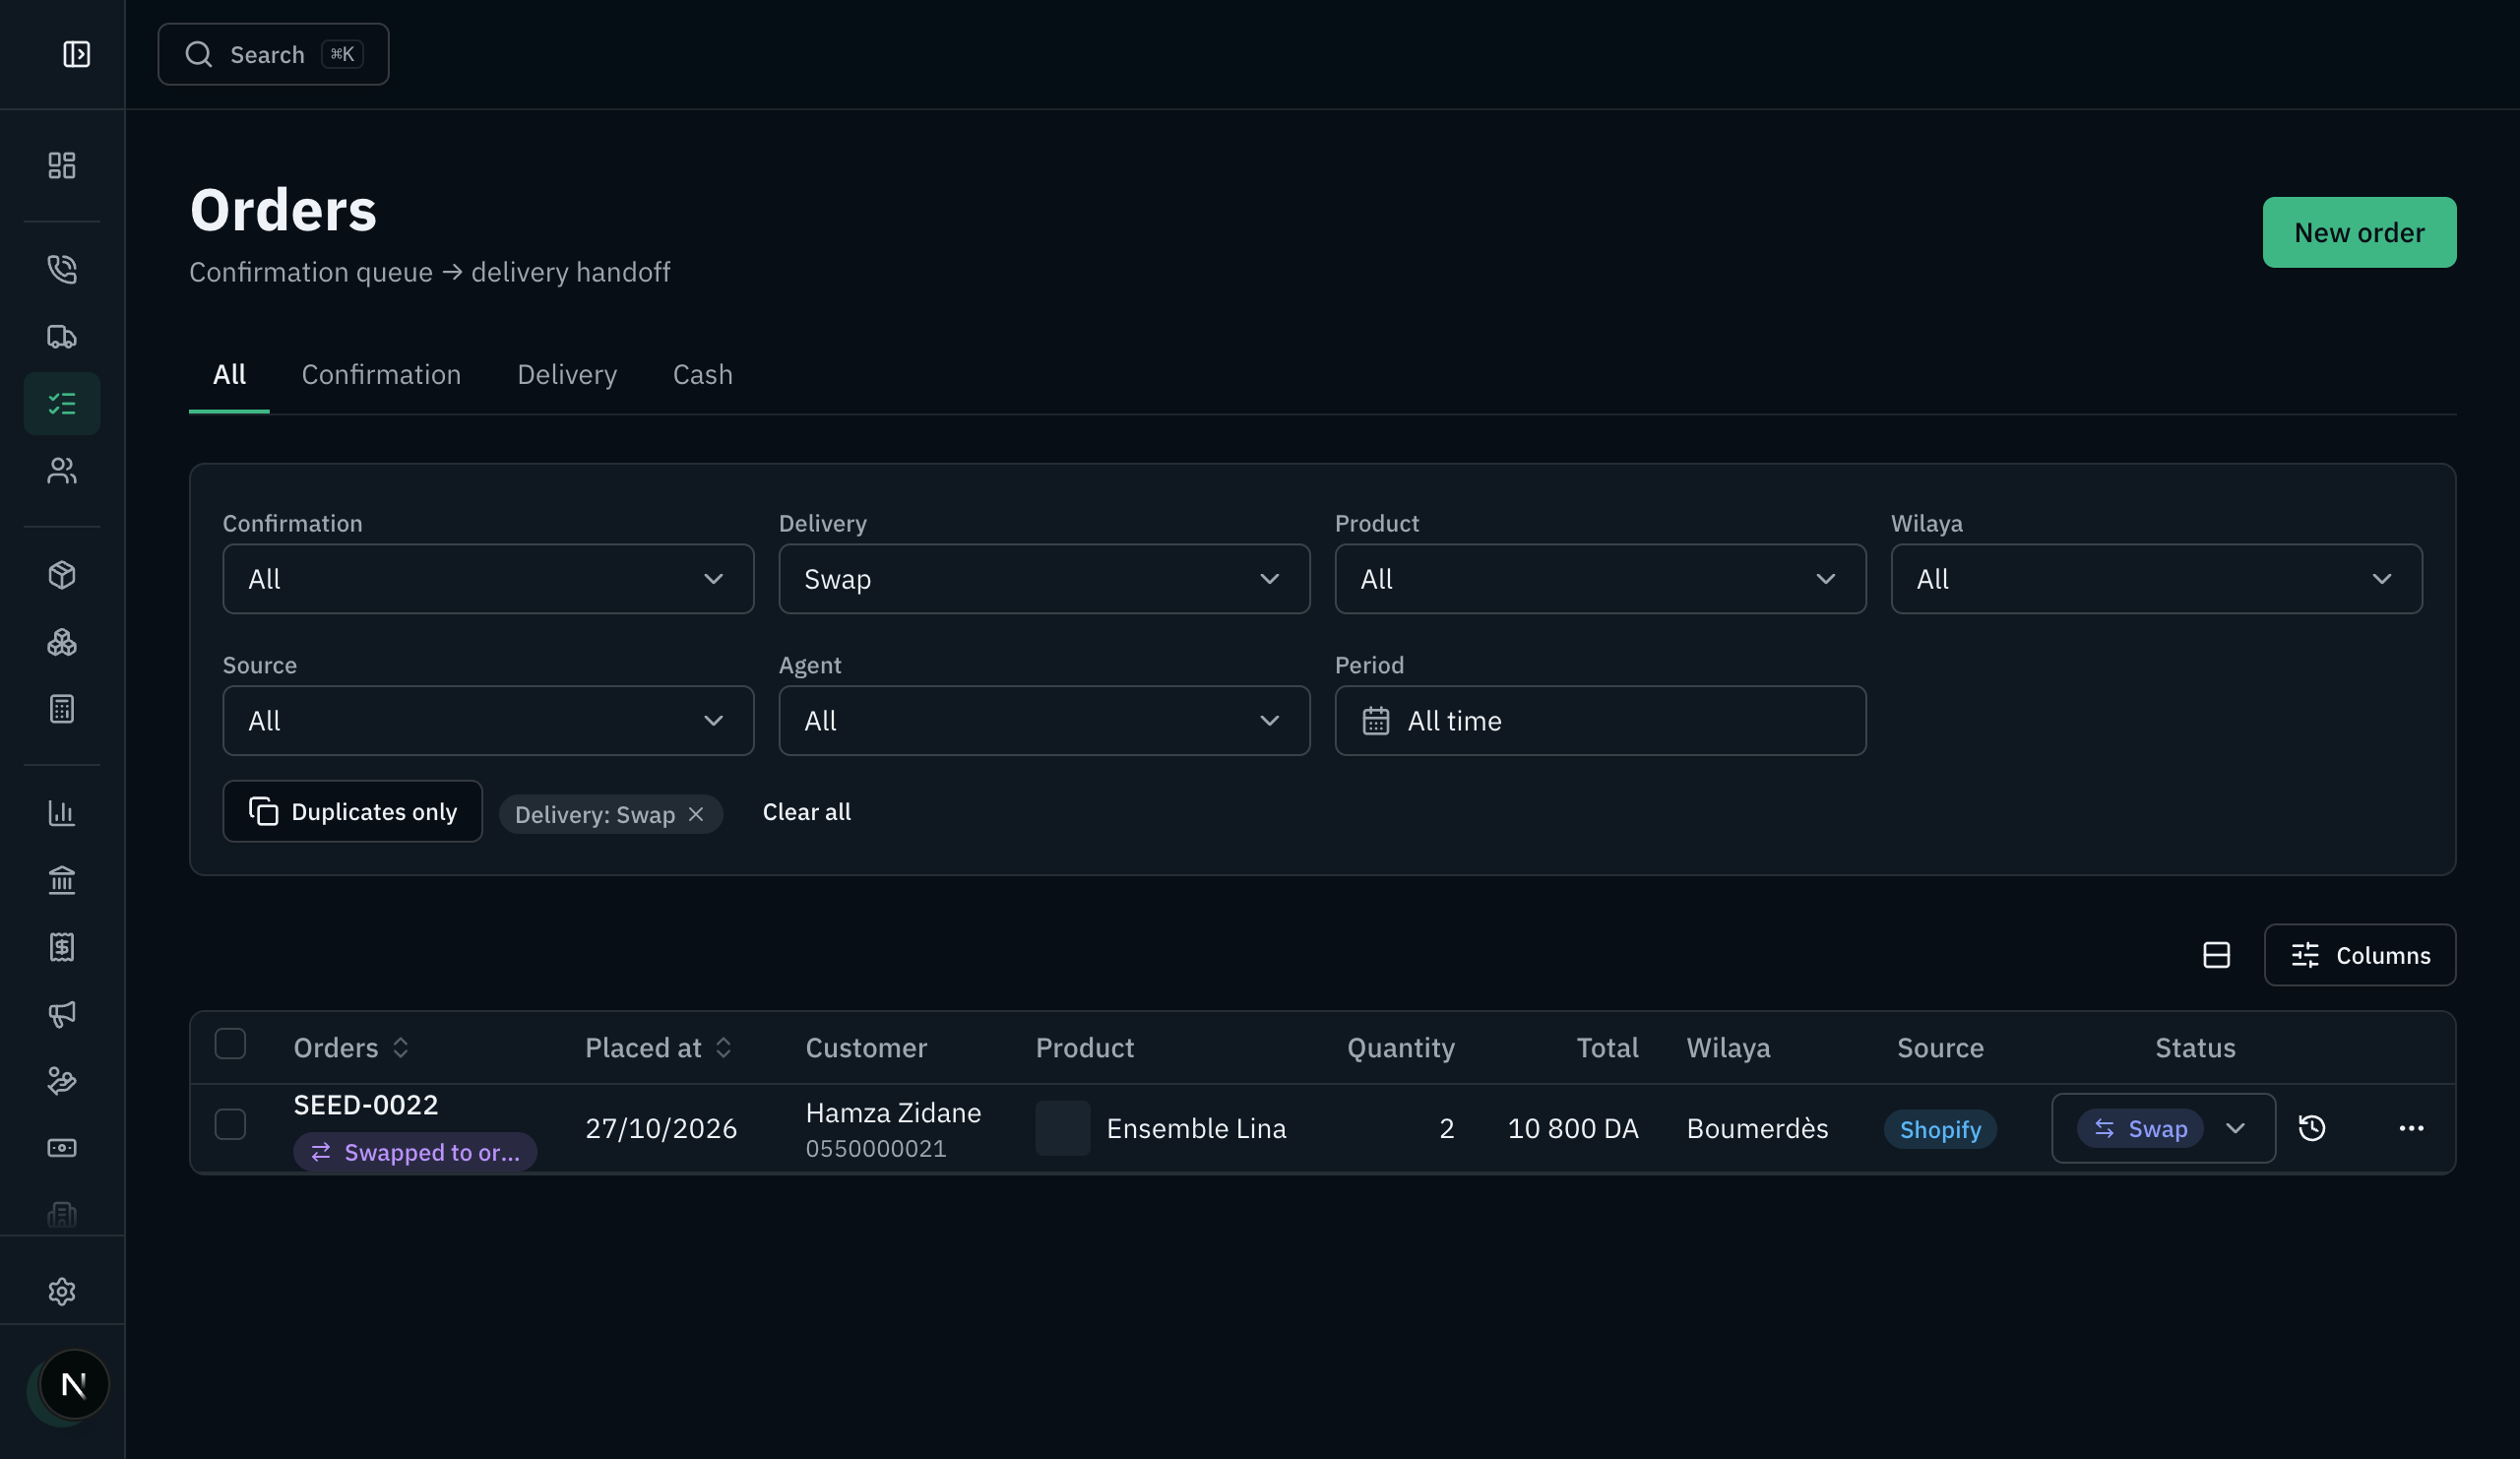 Search ⌘K
Orders
Confirmation queue → delivery handoff
New order
All Confirmation Delivery Cash
Confirmation Delivery Product Wilaya
All Swap All All
Source Agent Period
All All All time
Duplicates only Delivery: Swap Clear all
Columns
Orders Placed at Customer Product Quantity Total Wilaya Source Status
SEED-0022
Swapped to or...
27/10/2026
Hamza Zidane
0550000021
Ensemble Lina 2 10 800 DA Boumerdès Shopify Swap
N